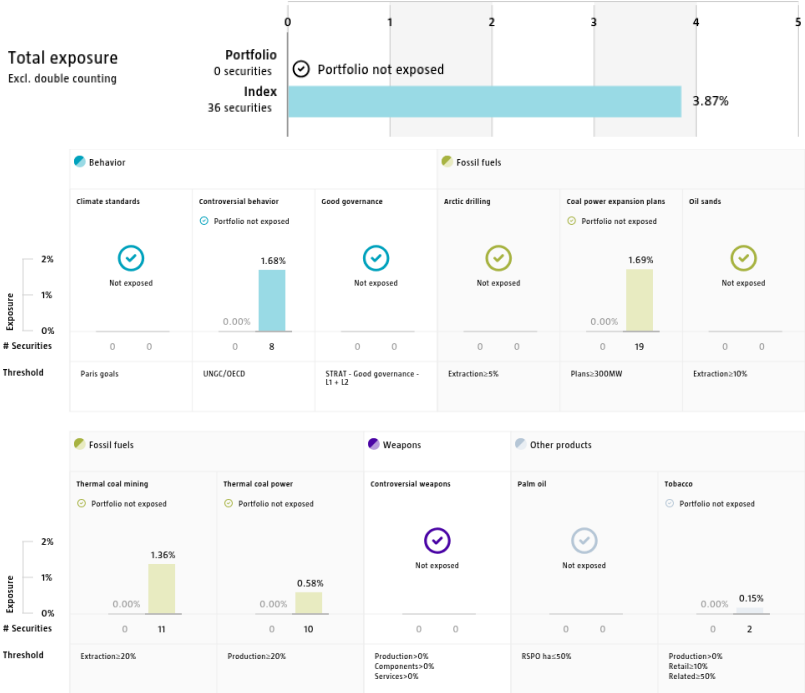 0 1 2 3 4 5
Total exposure
Excl. double counting
Portfolio
0 securities
Portfolio not exposed
Index
36 securities
3.87%
Behavior
Fossil fuels
Climate standards
Controversial behavior
Good governance
Arctic drilling
Coal power expansion plans
Oil sands
Portfolio not exposed
Portfolio not exposed
Not exposed
1.68%
Not exposed
Not exposed
1.69%
Not exposed
0.00%
0.00%
Exposure
2%
1%
0%
# Securities
0 0 0 8 0 0 0 0 0 19 0 0
Threshold
Paris goals
UNGC/OECD
STRAT - Good governance -
L1 + L2
Extraction≥5%
Plans≥300MW
Extraction≥10%
Fossil fuels
Weapons
Other products
Thermal coal mining
Thermal coal power
Controversial weapons
Palm oil
Tobacco
Portfolio not exposed
Portfolio not exposed
Portfolio not exposed
1.36%
0.58%
Not exposed
Not exposed
0.15%
0.00%
0.00%
0.00%
Exposure
2%
1%
0%
# Securities
0 11 0 10 0 0 0 0 0 2
Threshold
Extraction≥20%
Production≥20%
Production>0%
Components>0%
Services>0%
RSPO ha≤50%
Production>0%
Retail≥10%
Related≥50%